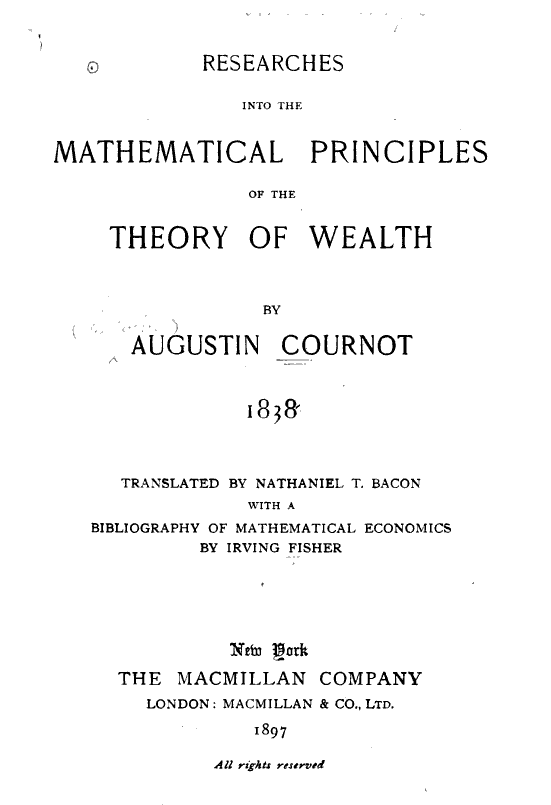 RESEARCHES
INTO THE
MATHEMATICAL PRINCIPLES
OF THE
THEORY OF WEALTH
BY
AUGUSTIN COURNOT
1838
TRANSLATED BY NATHANIEL T. BACON
WITH A
BIBLIOGRAPHY OF MATHEMATICAL ECONOMICS
BY IRVING FISHER
New York
THE MACMILLAN COMPANY
LONDON: MACMILLAN & CO., LTD.
1897
All rights reserved